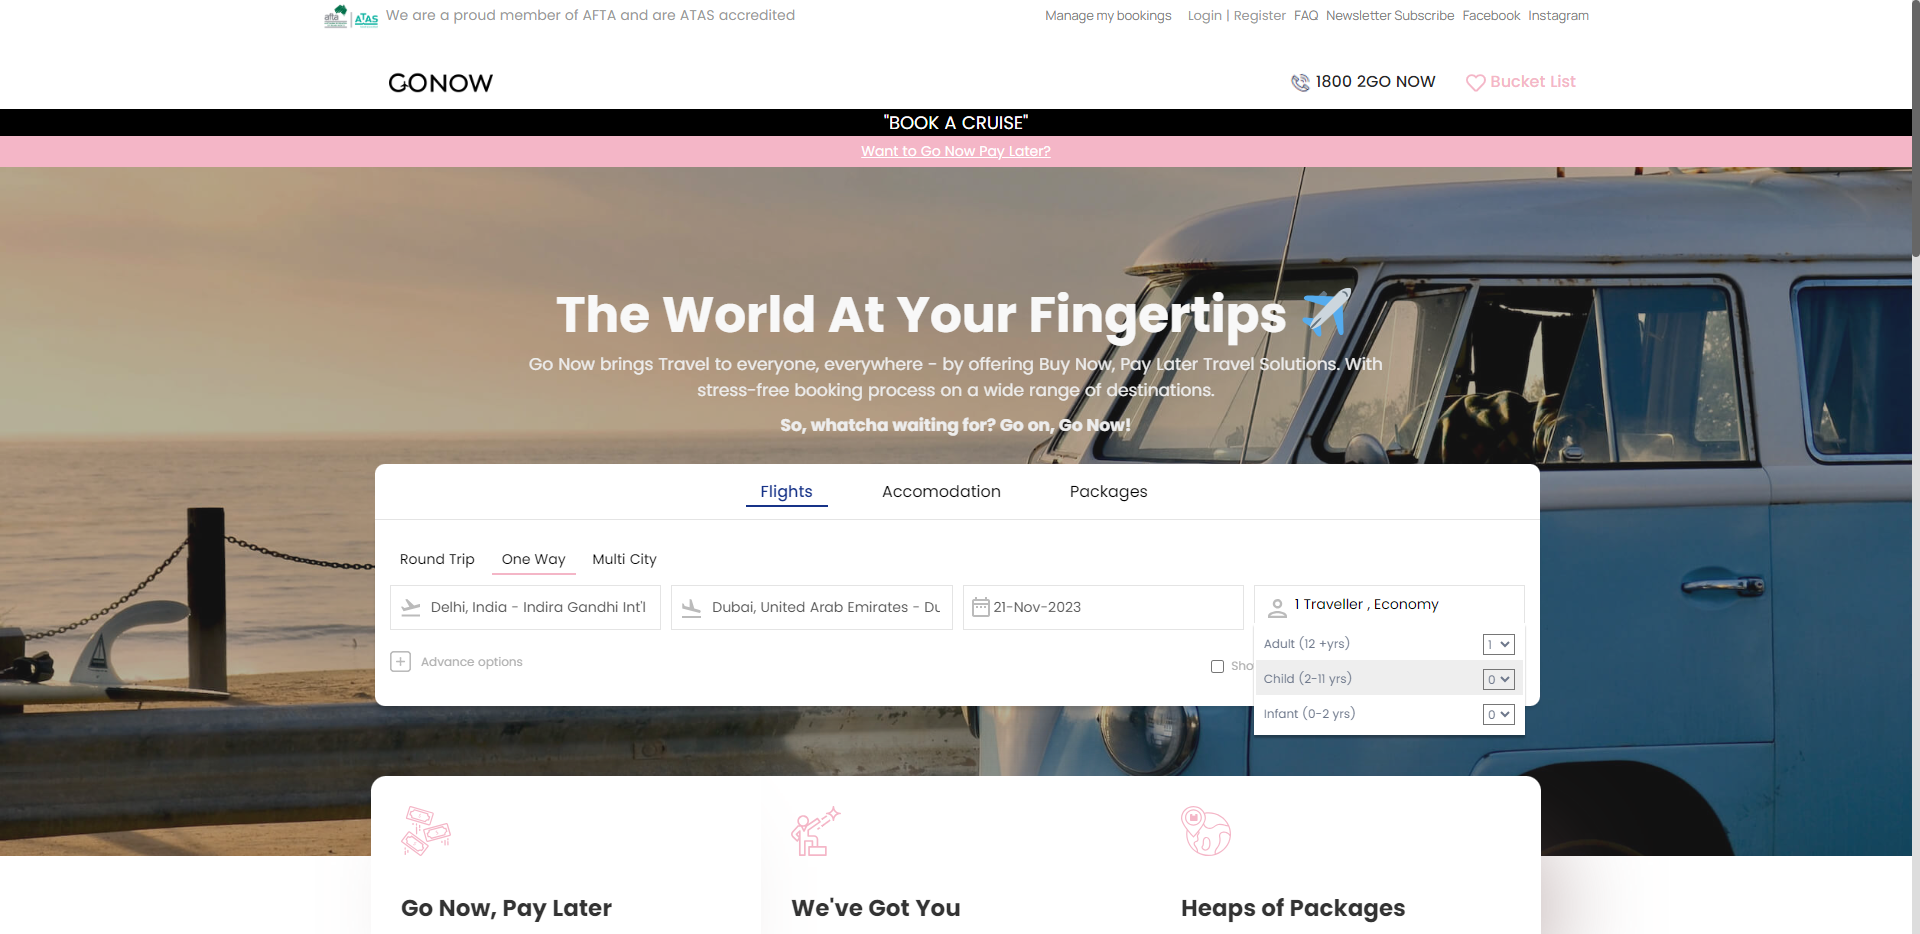 afta ATAS We are a proud member of AFTA and are ATAS accredited
Manage my bookings Login | Register FAQ Newsletter Subscribe Facebook Instagram
GONOW
1800 2GO NOW Bucket List
"BOOK A CRUISE"
Want to Go Now Pay Later?
The World At Your Fingertips
Go Now brings Travel to everyone, everywhere - by offering Buy Now, Pay Later Travel Solutions. With
stress-free booking process on a wide range of destinations.
So, whatcha waiting for? Go on, Go Now!
Flights Accomodation Packages
Round Trip One Way Multi City
Delhi, India - Indira Gandhi Int'l Dubai, United Arab Emirates - Du 21-Nov-2023 1 Traveller , Economy
Adult (12 +yrs) 1
Advance options Sho
Child (2-11 yrs) 0
Infant (0-2 yrs) 0
Go Now, Pay Later We've Got You Heaps of Packages